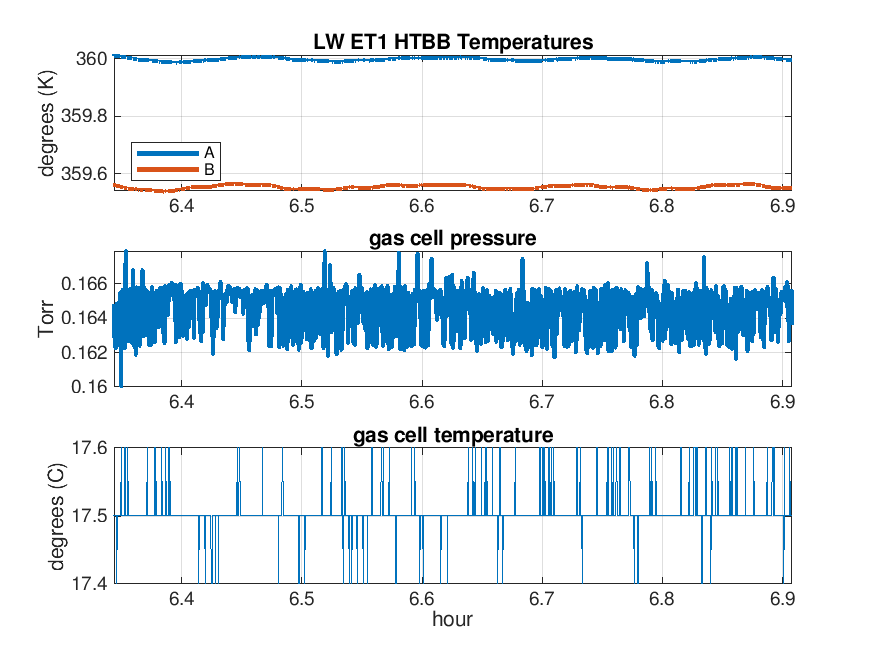 LW ET1 HTBB Temperatures
degrees (K)
360
359.8
359.6
A
B
6.4 6.5 6.6 6.7 6.8 6.9
gas cell pressure
Torr
0.166
0.164
0.162
0.16
6.4 6.5 6.6 6.7 6.8 6.9
gas cell temperature
degrees (C)
17.6
17.5
17.4
6.4 6.5 6.6 6.7 6.8 6.9
hour